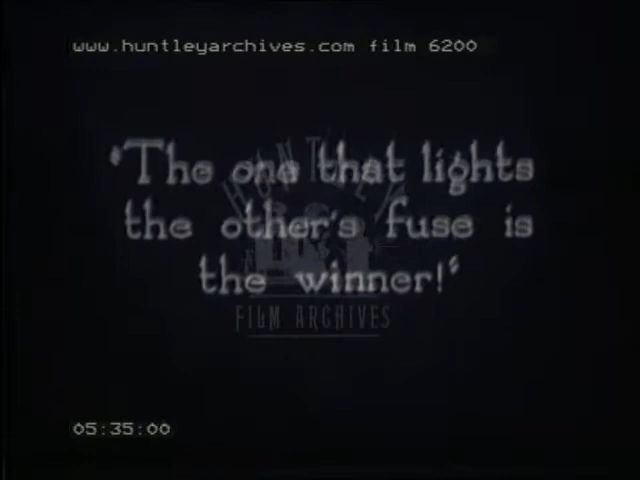 www.huntleyarchives.com film 6200
'The one that lights
the other's fuse is
the winner!'
HUNTLEY
FILM ARCHIVES
05:35:00